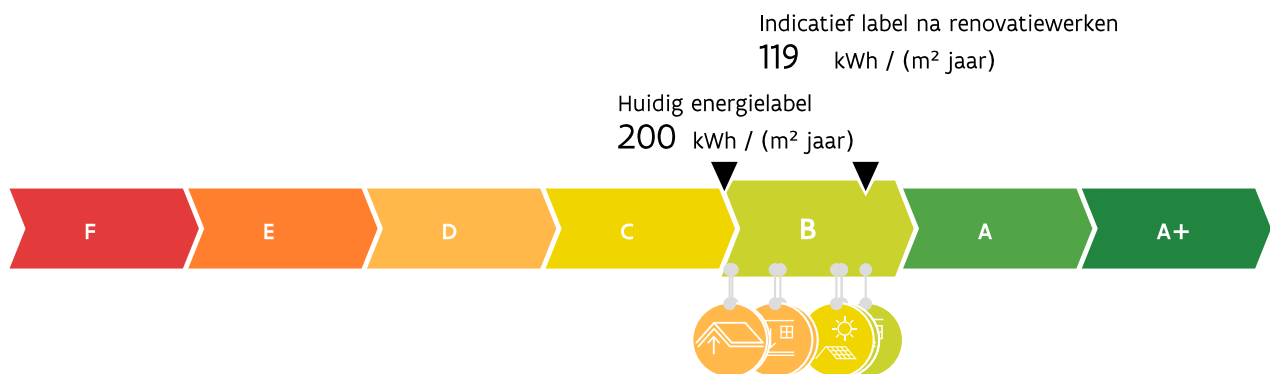 Indicatief label na renovatiewerken
119 kWh / (m² jaar)
Huidig energielabel
200 kWh / (m² jaar)
F E D C B A A+